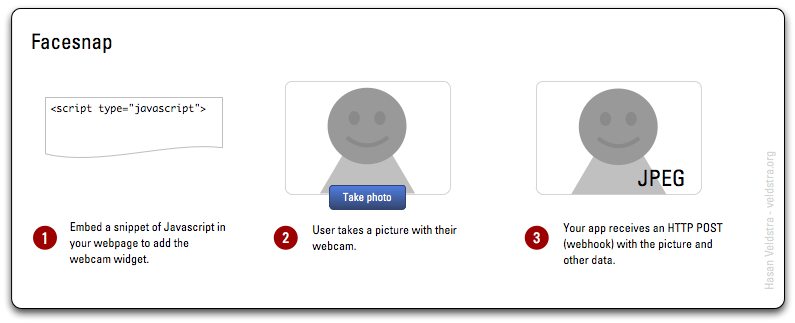 Facesnap
<script type="javascript">
Take photo
JPEG
1
Embed a snippet of Javascript in
your webpage to add the
webcam widget.
2
User takes a picture with their
webcam.
3
Your app receives an HTTP POST
(webhook) with the picture and
other data.
Hasan Veldstra - veldstra.org